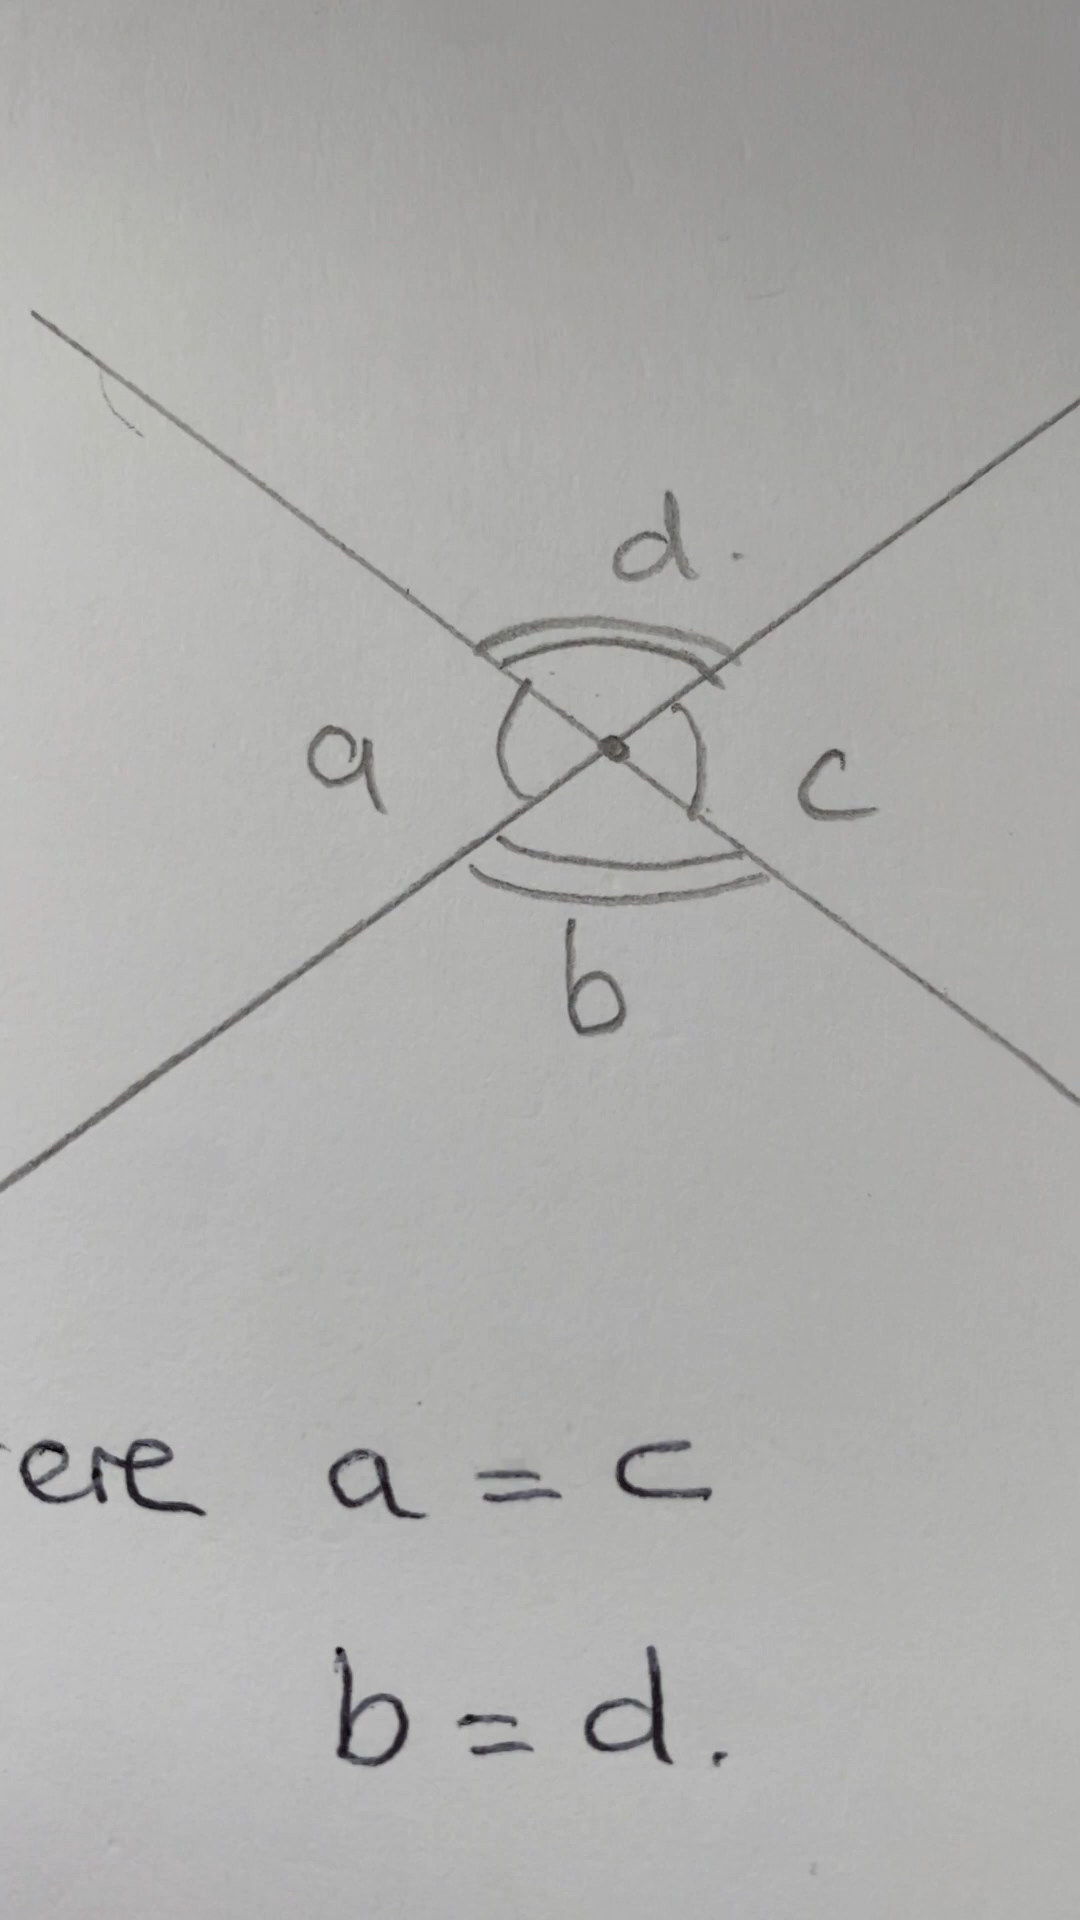 d.
a c
b
ere a = c
b = d.